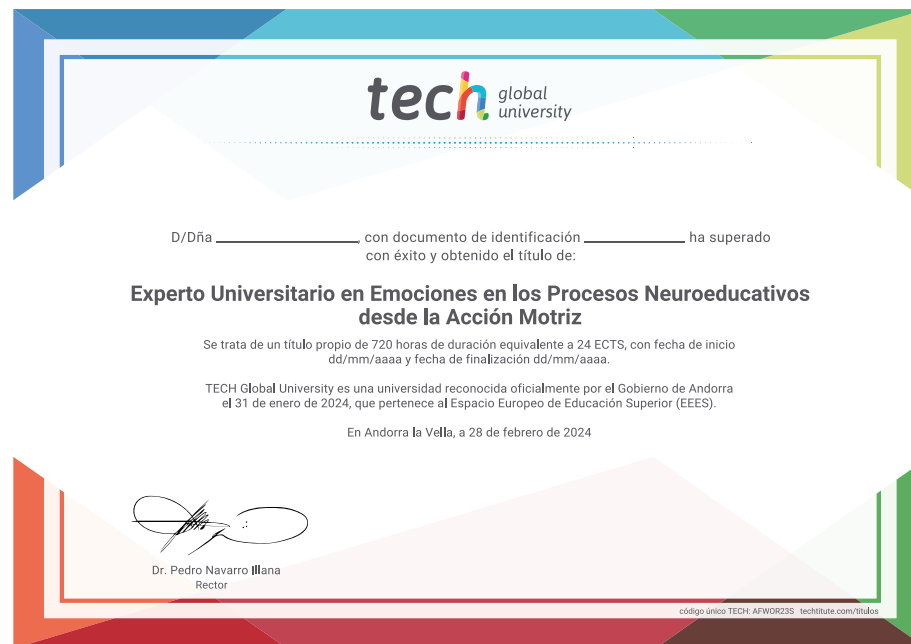 tech global university
D/Dña ____________, con documento de identificación ____________ ha superado
con éxito y obtenido el título de:
Experto Universitario en Emociones en los Procesos Neuroeducativos
desde la Acción Motriz
Se trata de un título propio de 720 horas de duración equivalente a 24 ECTS, con fecha de inicio
dd/mm/aaaa y fecha de finalización dd/mm/aaaa.
TECH Global University es una universidad reconocida oficialmente por el Gobierno de Andorra
el 31 de enero de 2024, que pertenece al Espacio Europeo de Educación Superior (EEES).
En Andorra la Vella, a 28 de febrero de 2024
Dr. Pedro Navarro Illana
Rector
código único TECH: AFWOR23S techtitute.com/titulos